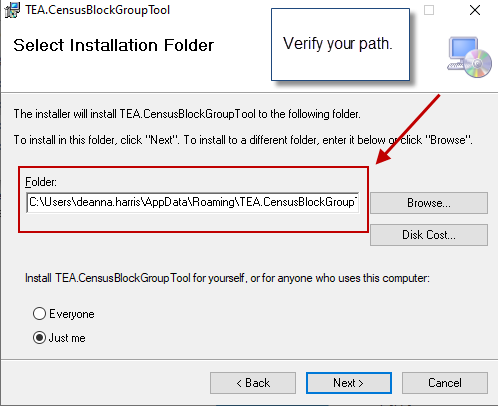 TEA.CensusBlockGroupTool
Select Installation Folder
Verify your path.
The installer will install TEA.CensusBlockGroupTool to the following folder.
To install in this folder, click "Next". To install to a different folder, enter it below or click "Browse".
Folder:
C:\Users\deanna.harris\AppData\Roaming\TEA.CensusBlockGroupT
Browse...
Disk Cost...
Install TEA.CensusBlockGroupTool for yourself, or for anyone who uses this computer:
Everyone
Just me
< Back
Next >
Cancel